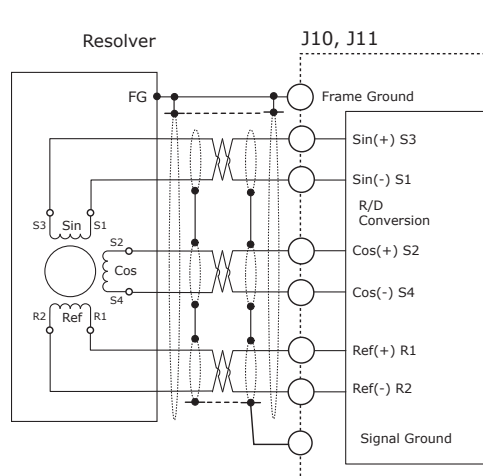 Resolver
J10, J11
FG
Frame Ground
Sin(+) S3
Sin(-) S1
R/D
Conversion
S3 Sin S1
S2
Cos(+) S2
Cos
S4
Cos(-) S4
R2 Ref R1
Ref(+) R1
Ref(-) R2
Signal Ground